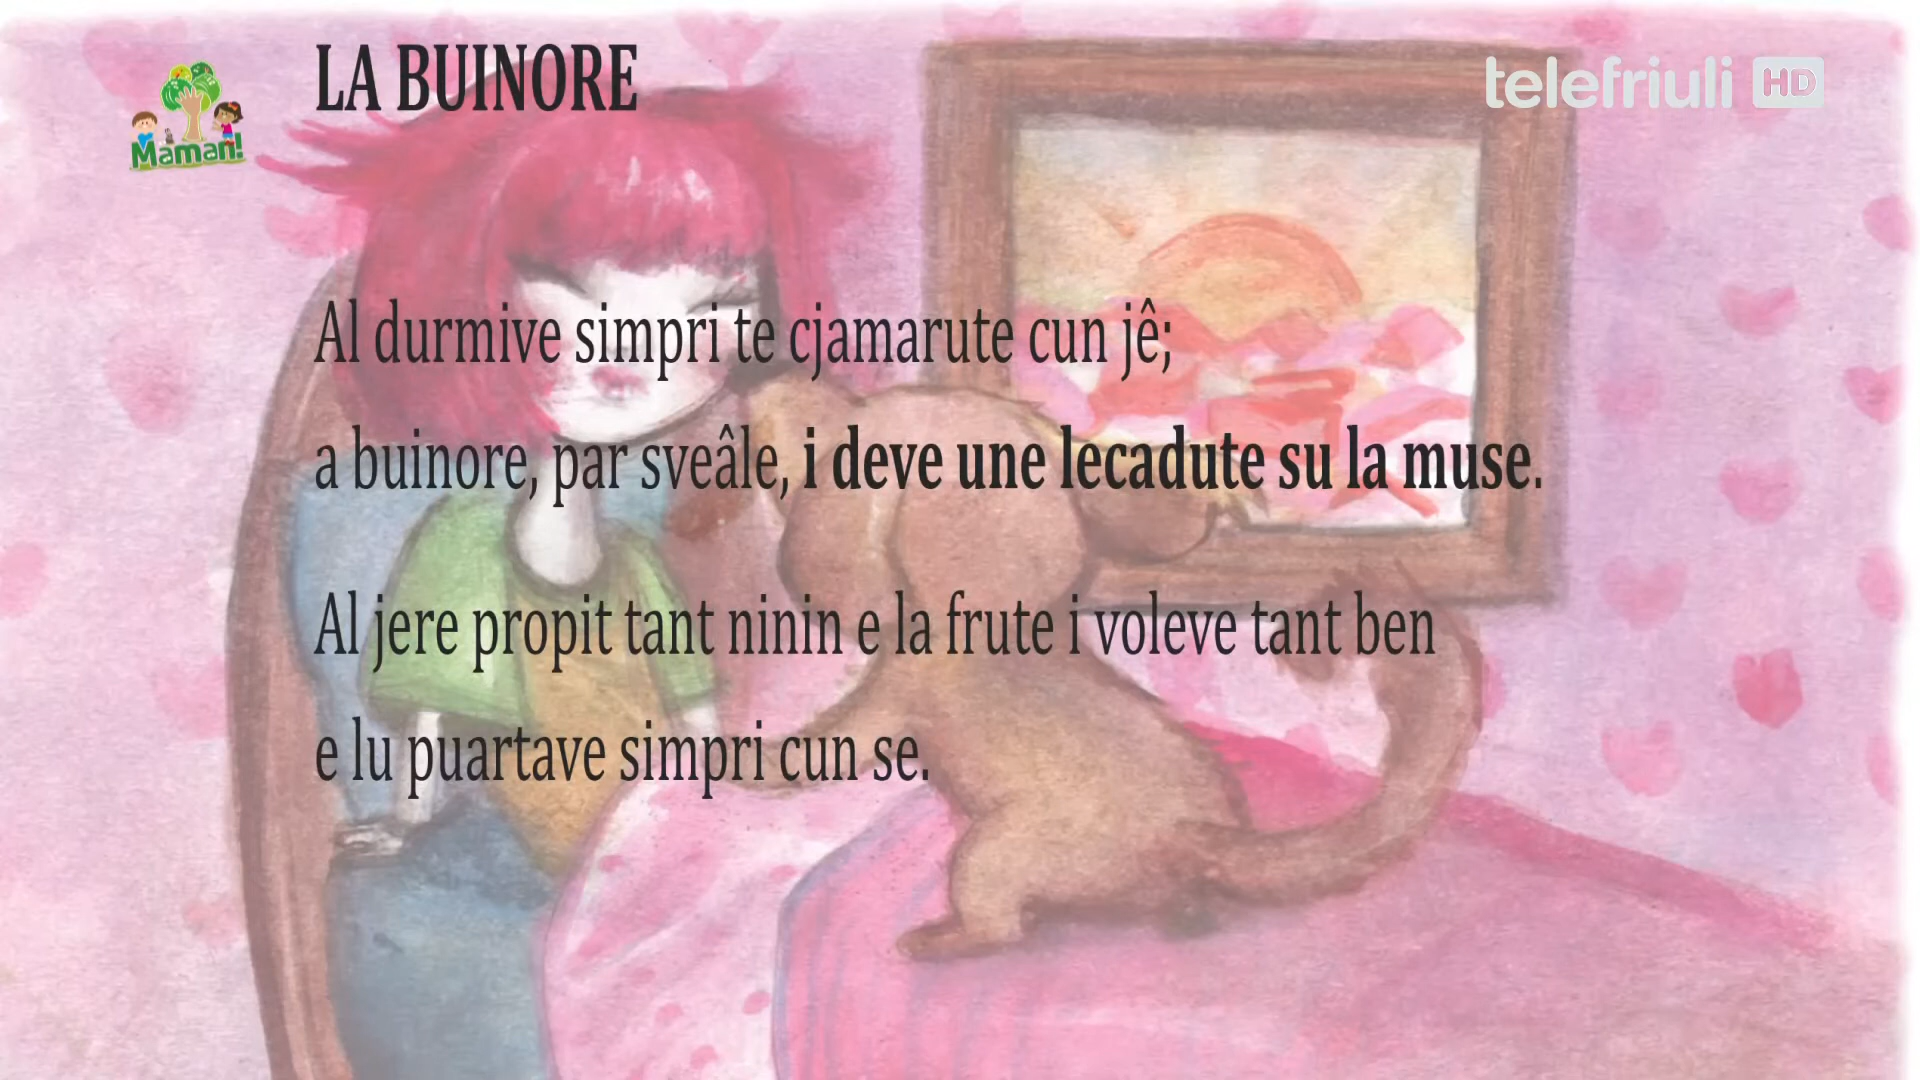 LA BUINORE
telefriuli HD
Maman!
Al durmive simpri te cjamarute cun jê;
a buinore, par sveâle, i deve une lecadute su la muse.
Al jere propit tant ninin e la frute i voleve tant ben
e lu puartave simpri cun se.